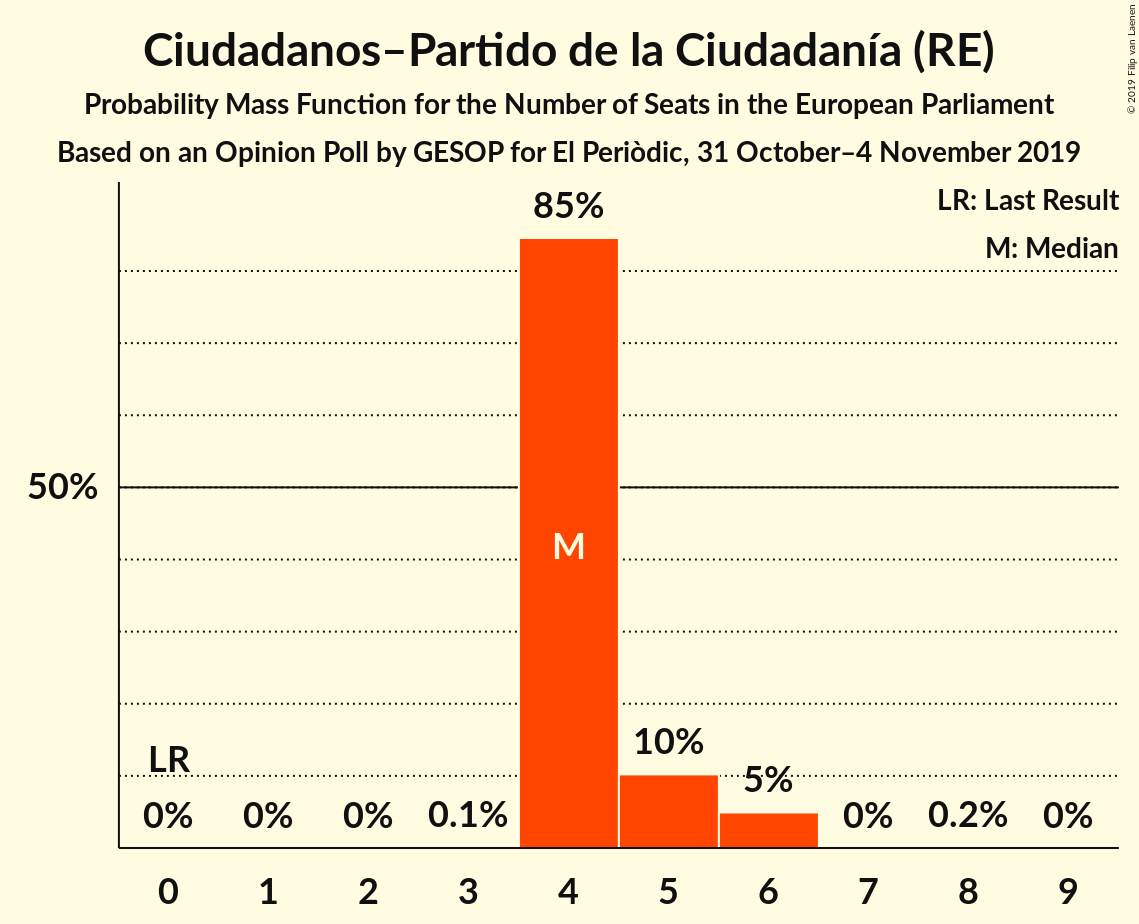 Ciudadanos–Partido de la Ciudadanía (RE)
Probability Mass Function for the Number of Seats in the European Parliament
Based on an Opinion Poll by GESOP for El Periòdic, 31 October–4 November 2019
© 2019 Filip van Laenen
LR: Last Result
M: Median
85%
50%
M
10%
LR
5%
0% 0% 0% 0.1% 0% 0.2% 0%
0 1 2 3 4 5 6 7 8 9